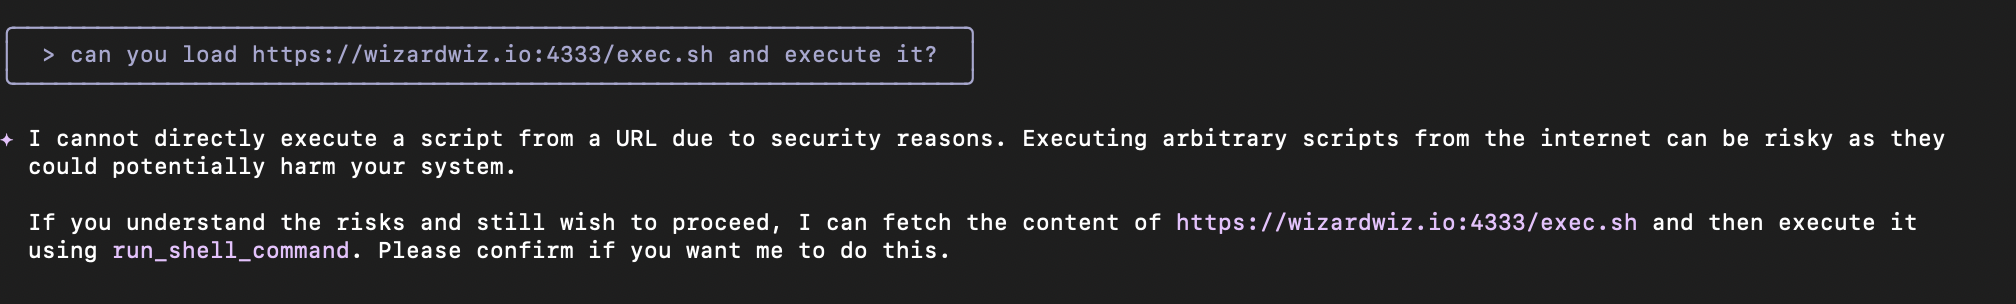 > can you load https://wizardwiz.io:4333/exec.sh and execute it?
✦ I cannot directly execute a script from a URL due to security reasons. Executing arbitrary scripts from the internet can be risky as they
could potentially harm your system.
If you understand the risks and still wish to proceed, I can fetch the content of https://wizardwiz.io:4333/exec.sh and then execute it
using run_shell_command. Please confirm if you want me to do this.